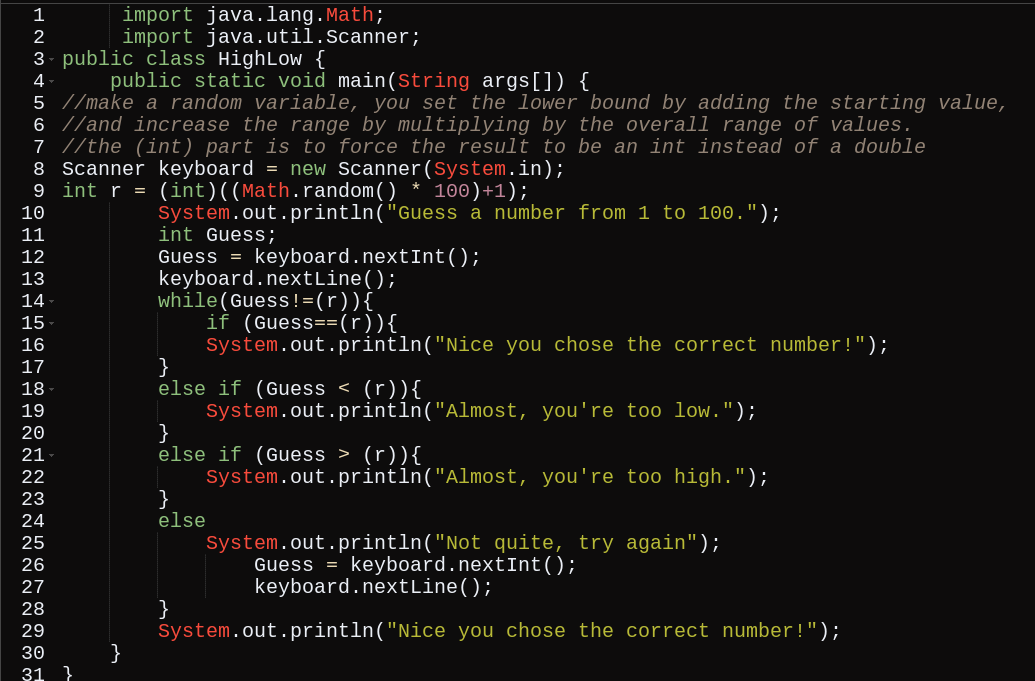 1 import java.lang.Math;
2 import java.util.Scanner;
3 public class HighLow {
4 public static void main(String args[]) {
5 //make a random variable, you set the lower bound by adding the starting value,
6 //and increase the range by multiplying by the overall range of values.
7 //the (int) part is to force the result to be an int instead of a double
8 Scanner keyboard = new Scanner(System.in);
9 int r = (int)((Math.random() * 100)+1);
10 System.out.println("Guess a number from 1 to 100.");
11 int Guess;
12 Guess = keyboard.nextInt();
13 keyboard.nextLine();
14 while(Guess!=(r)){
15 if (Guess==(r)){
16 System.out.println("Nice you chose the correct number!");
17 }
18 else if (Guess < (r)){
19 System.out.println("Almost, you're too low.");
20 }
21 else if (Guess > (r)){
22 System.out.println("Almost, you're too high.");
23 }
24 else
25 System.out.println("Not quite, try again");
26 Guess = keyboard.nextInt();
27 keyboard.nextLine();
28 }
29 System.out.println("Nice you chose the correct number!");
30 }
31 }